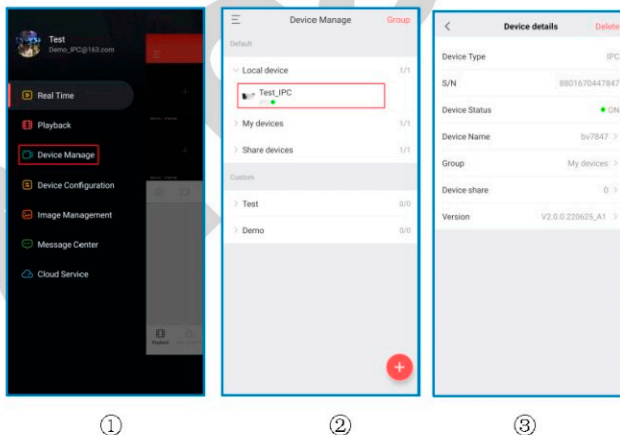 Test
Demo_IPC@163.com
Real Time
Playback
Device Manage
Device Configuration
Image Management
Message Center
Cloud Service
Playback
①
Device Manage
Group
Default
Local device
1/1
Test_IPC
IPC
My devices
1/1
Share devices
1/1
Custom
Test
0/0
Demo
0/0
+
②
Device details
Delete
Device Type
IPC
S/N
8801670447847
Device Status
ON
Device Name
bv7847
Group
My devices
Device share
0
Version
V2.0.0.220625_A1
③